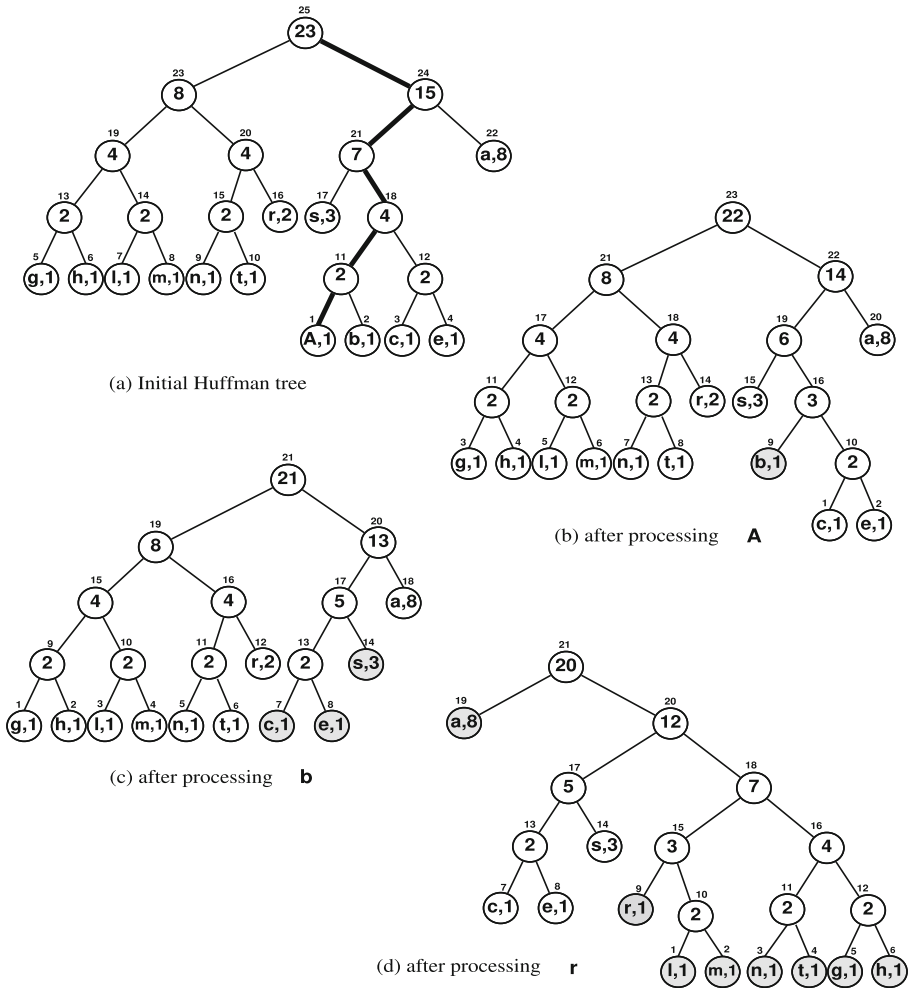 25
23
23
24
8
15
19
20
21
22
4
4
7
a,8
13
14
15
16
17
18
2
2
2
r,2
s,3
4
5
6
7
8
9
10
11
12
g,1
h,1
l,1
m,1
n,1
t,1
2
2
1
2
3
4
A,1
b,1
c,1
e,1
(a) Initial Huffman tree
23
22
21
22
8
14
17
18
19
20
4
4
6
a,8
11
12
13
14
15
16
2
2
2
r,2
s,3
3
3
4
5
6
7
8
9
10
g,1
h,1
l,1
m,1
n,1
t,1
b,1
2
1
2
c,1
e,1
(b) after processing A
21
21
19
20
8
13
15
16
17
18
4
4
5
a,8
9
10
11
12
13
14
2
2
2
r,2
2
s,3
1
2
3
4
5
6
7
8
g,1
h,1
l,1
m,1
n,1
t,1
c,1
e,1
(c) after processing b
21
20
19
20
a,8
12
17
18
5
7
13
14
15
16
2
s,3
3
4
7
8
9
10
11
12
c,1
e,1
r,1
2
2
2
1
2
3
4
5
6
l,1
m,1
n,1
t,1
g,1
h,1
(d) after processing r